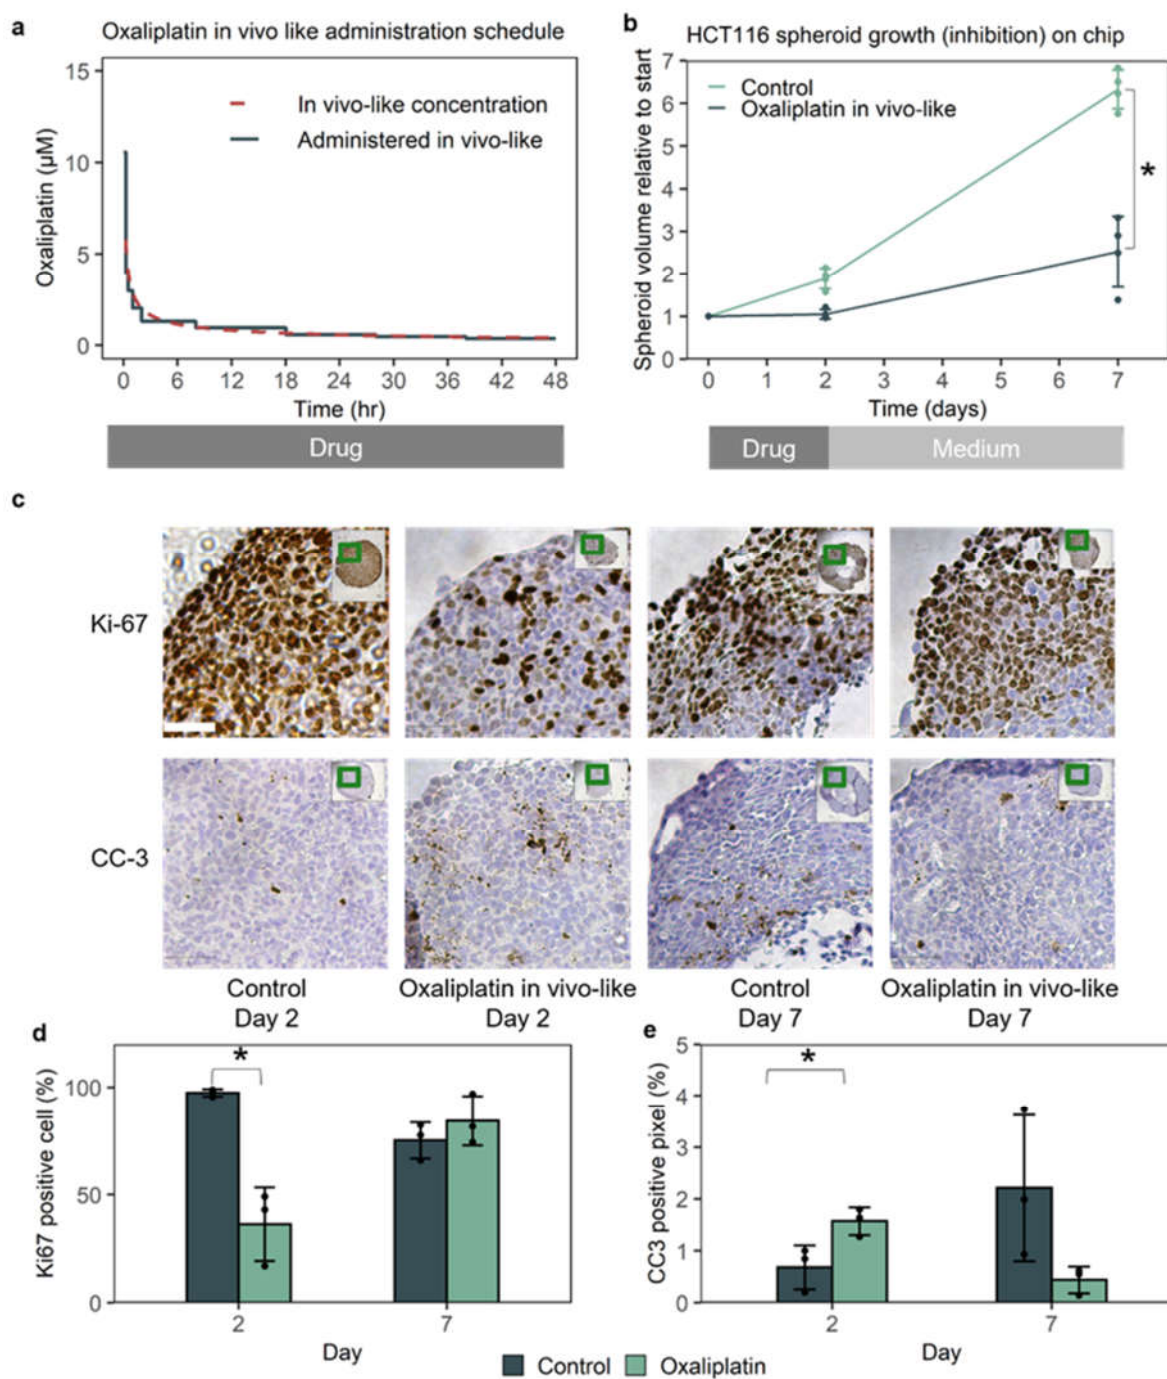 a
Oxaliplatin in vivo like administration schedule
15
10
5
0
Oxaliplatin (µM)
In vivo-like concentration
Administered in vivo-like
0 6 12 18 24 30 36 42 48
Time (hr)
Drug
b
HCT116 spheroid growth (inhibition) on chip
7
6
5
4
3
2
1
0
Spheroid volume relative to start
Control
Oxaliplatin in vivo-like
*
0 1 2 3 4 5 6 7
Time (days)
Drug Medium
c
Ki-67
CC-3
Control
Day 2
Oxaliplatin in vivo-like
Day 2
Control
Day 7
Oxaliplatin in vivo-like
Day 7
d
Ki67 positive cell (%)
100
50
0
*
2 7
Day
e
CC3 positive pixel (%)
5
4
3
2
1
0
*
2 7
Day
Control Oxaliplatin